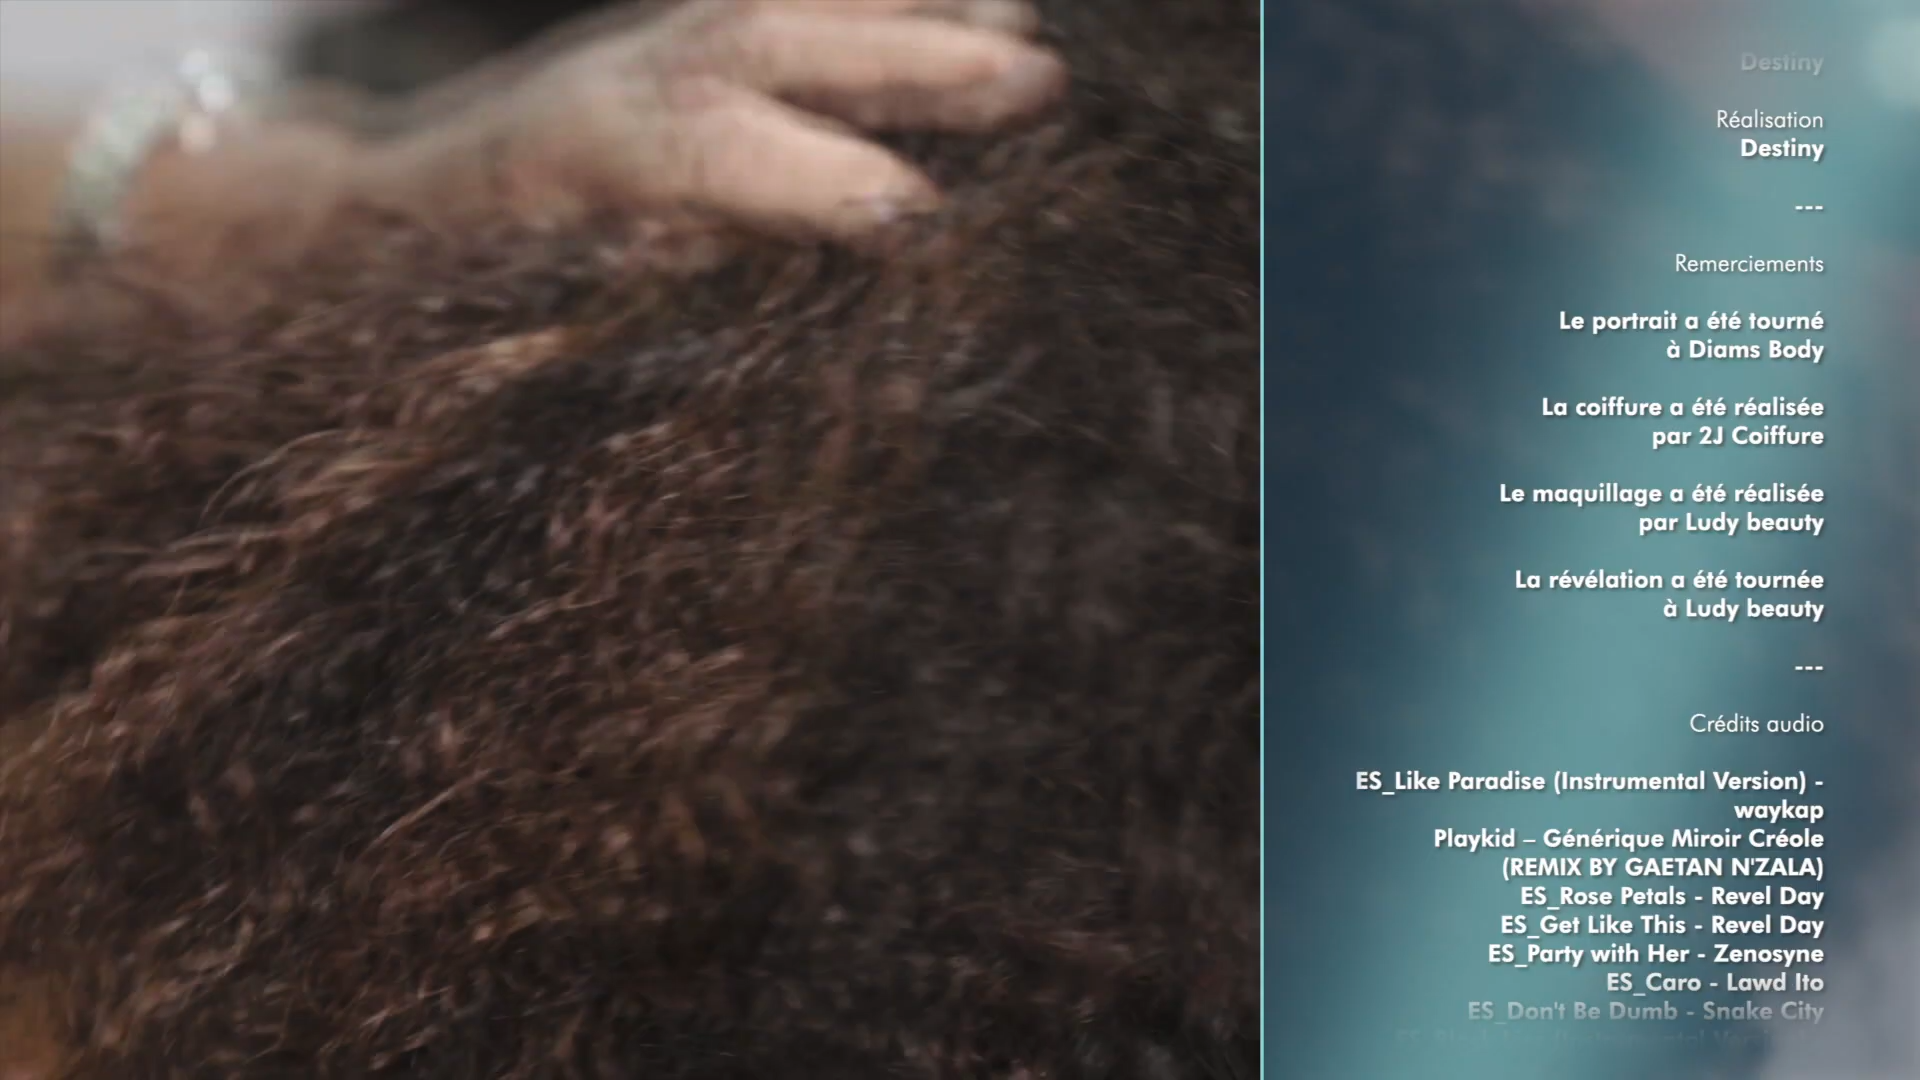 Destiny
Réalisation
Destiny
---
Remerciements
Le portrait a été tourné
à Diams Body
La coiffure a été réalisée
par 2J Coiffure
Le maquillage a été réalisée
par Ludy beauty
La révélation a été tournée
à Ludy beauty
---
Crédits audio
ES_Like Paradise (Instrumental Version) -
waykap
Playkid – Générique Miroir Créole
(REMIX BY GAETAN N'ZALA)
ES_Rose Petals - Revel Day
ES_Get Like This - Revel Day
ES_Party with Her - Zenosyne
ES_Caro - Lawd Ito
ES_Don't Be Dumb - Snake City